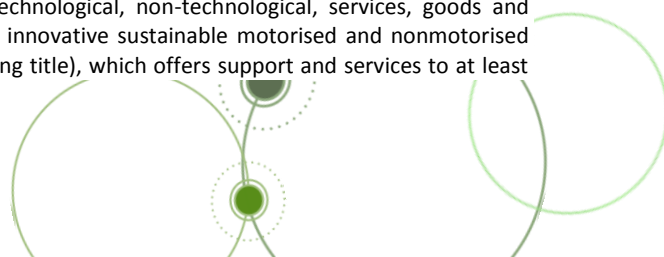 echnological, non-technological, services, goods and
innovative sustainable motorised and nonmotorised
ng title), which offers support and services to at least